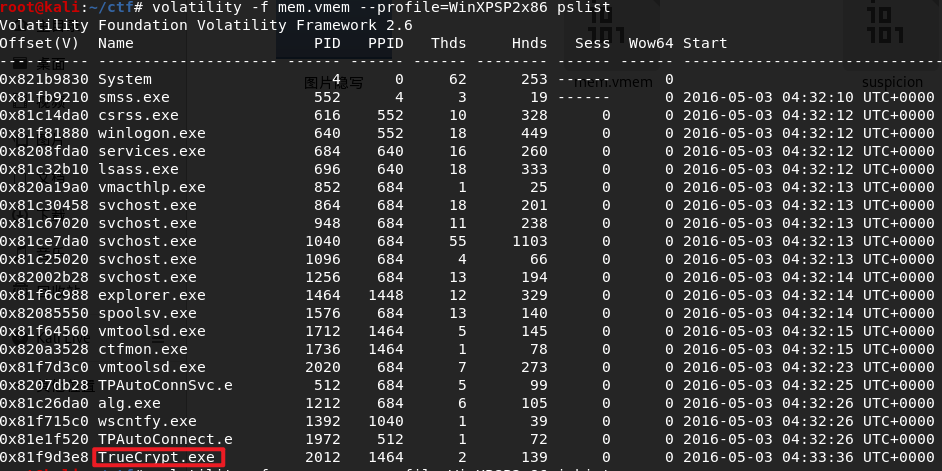 root@kali:~/ctf# volatility -f mem.vmem --profile=WinXPSP2x86 pslist
Volatility Foundation Volatility Framework 2.6
Offset(V) Name PID PPID Thds Hnds Sess Wow64 Start
0x821b9830 System 4 0 62 253 ------ 0
0x81fb9210 smss.exe 552 4 3 19 ------ 0 2016-05-03 04:32:10 UTC+0000
0x81c14da0 csrss.exe 616 552 10 328 0 0 2016-05-03 04:32:12 UTC+0000
0x81f81880 winlogon.exe 640 552 18 449 0 0 2016-05-03 04:32:12 UTC+0000
0x8208fda0 services.exe 684 640 16 260 0 0 2016-05-03 04:32:12 UTC+0000
0x81c32b10 lsass.exe 696 640 18 333 0 0 2016-05-03 04:32:12 UTC+0000
0x820a19a0 vmacthlp.exe 852 684 1 25 0 0 2016-05-03 04:32:13 UTC+0000
0x81c30458 svchost.exe 864 684 18 201 0 0 2016-05-03 04:32:13 UTC+0000
0x81c67020 svchost.exe 948 684 11 238 0 0 2016-05-03 04:32:13 UTC+0000
0x81ce7da0 svchost.exe 1040 684 55 1103 0 0 2016-05-03 04:32:13 UTC+0000
0x81c25020 svchost.exe 1096 684 4 66 0 0 2016-05-03 04:32:13 UTC+0000
0x82002b28 svchost.exe 1256 684 13 194 0 0 2016-05-03 04:32:14 UTC+0000
0x81f6c988 explorer.exe 1464 1448 12 329 0 0 2016-05-03 04:32:14 UTC+0000
0x82085550 spoolsv.exe 1576 684 13 140 0 0 2016-05-03 04:32:14 UTC+0000
0x81f64560 vmtoolsd.exe 1712 1464 5 145 0 0 2016-05-03 04:32:15 UTC+0000
0x820a3528 ctfmon.exe 1736 1464 1 78 0 0 2016-05-03 04:32:15 UTC+0000
0x81f7d3c0 vmtoolsd.exe 2020 684 7 273 0 0 2016-05-03 04:32:23 UTC+0000
0x8207db28 TPAutoConnSvc.e 512 684 5 99 0 0 2016-05-03 04:32:25 UTC+0000
0x81c26da0 alg.exe 1212 684 6 105 0 0 2016-05-03 04:32:26 UTC+0000
0x81f715c0 wscntfy.exe 1392 1040 1 39 0 0 2016-05-03 04:32:26 UTC+0000
0x81e1f520 TPAutoConnect.e 1972 512 1 72 0 0 2016-05-03 04:32:26 UTC+0000
0x81f9d3e8 TrueCrypt.exe 2012 1464 2 139 0 0 2016-05-03 04:33:36 UTC+0000
图片隐写
mem.vmem
suspicion